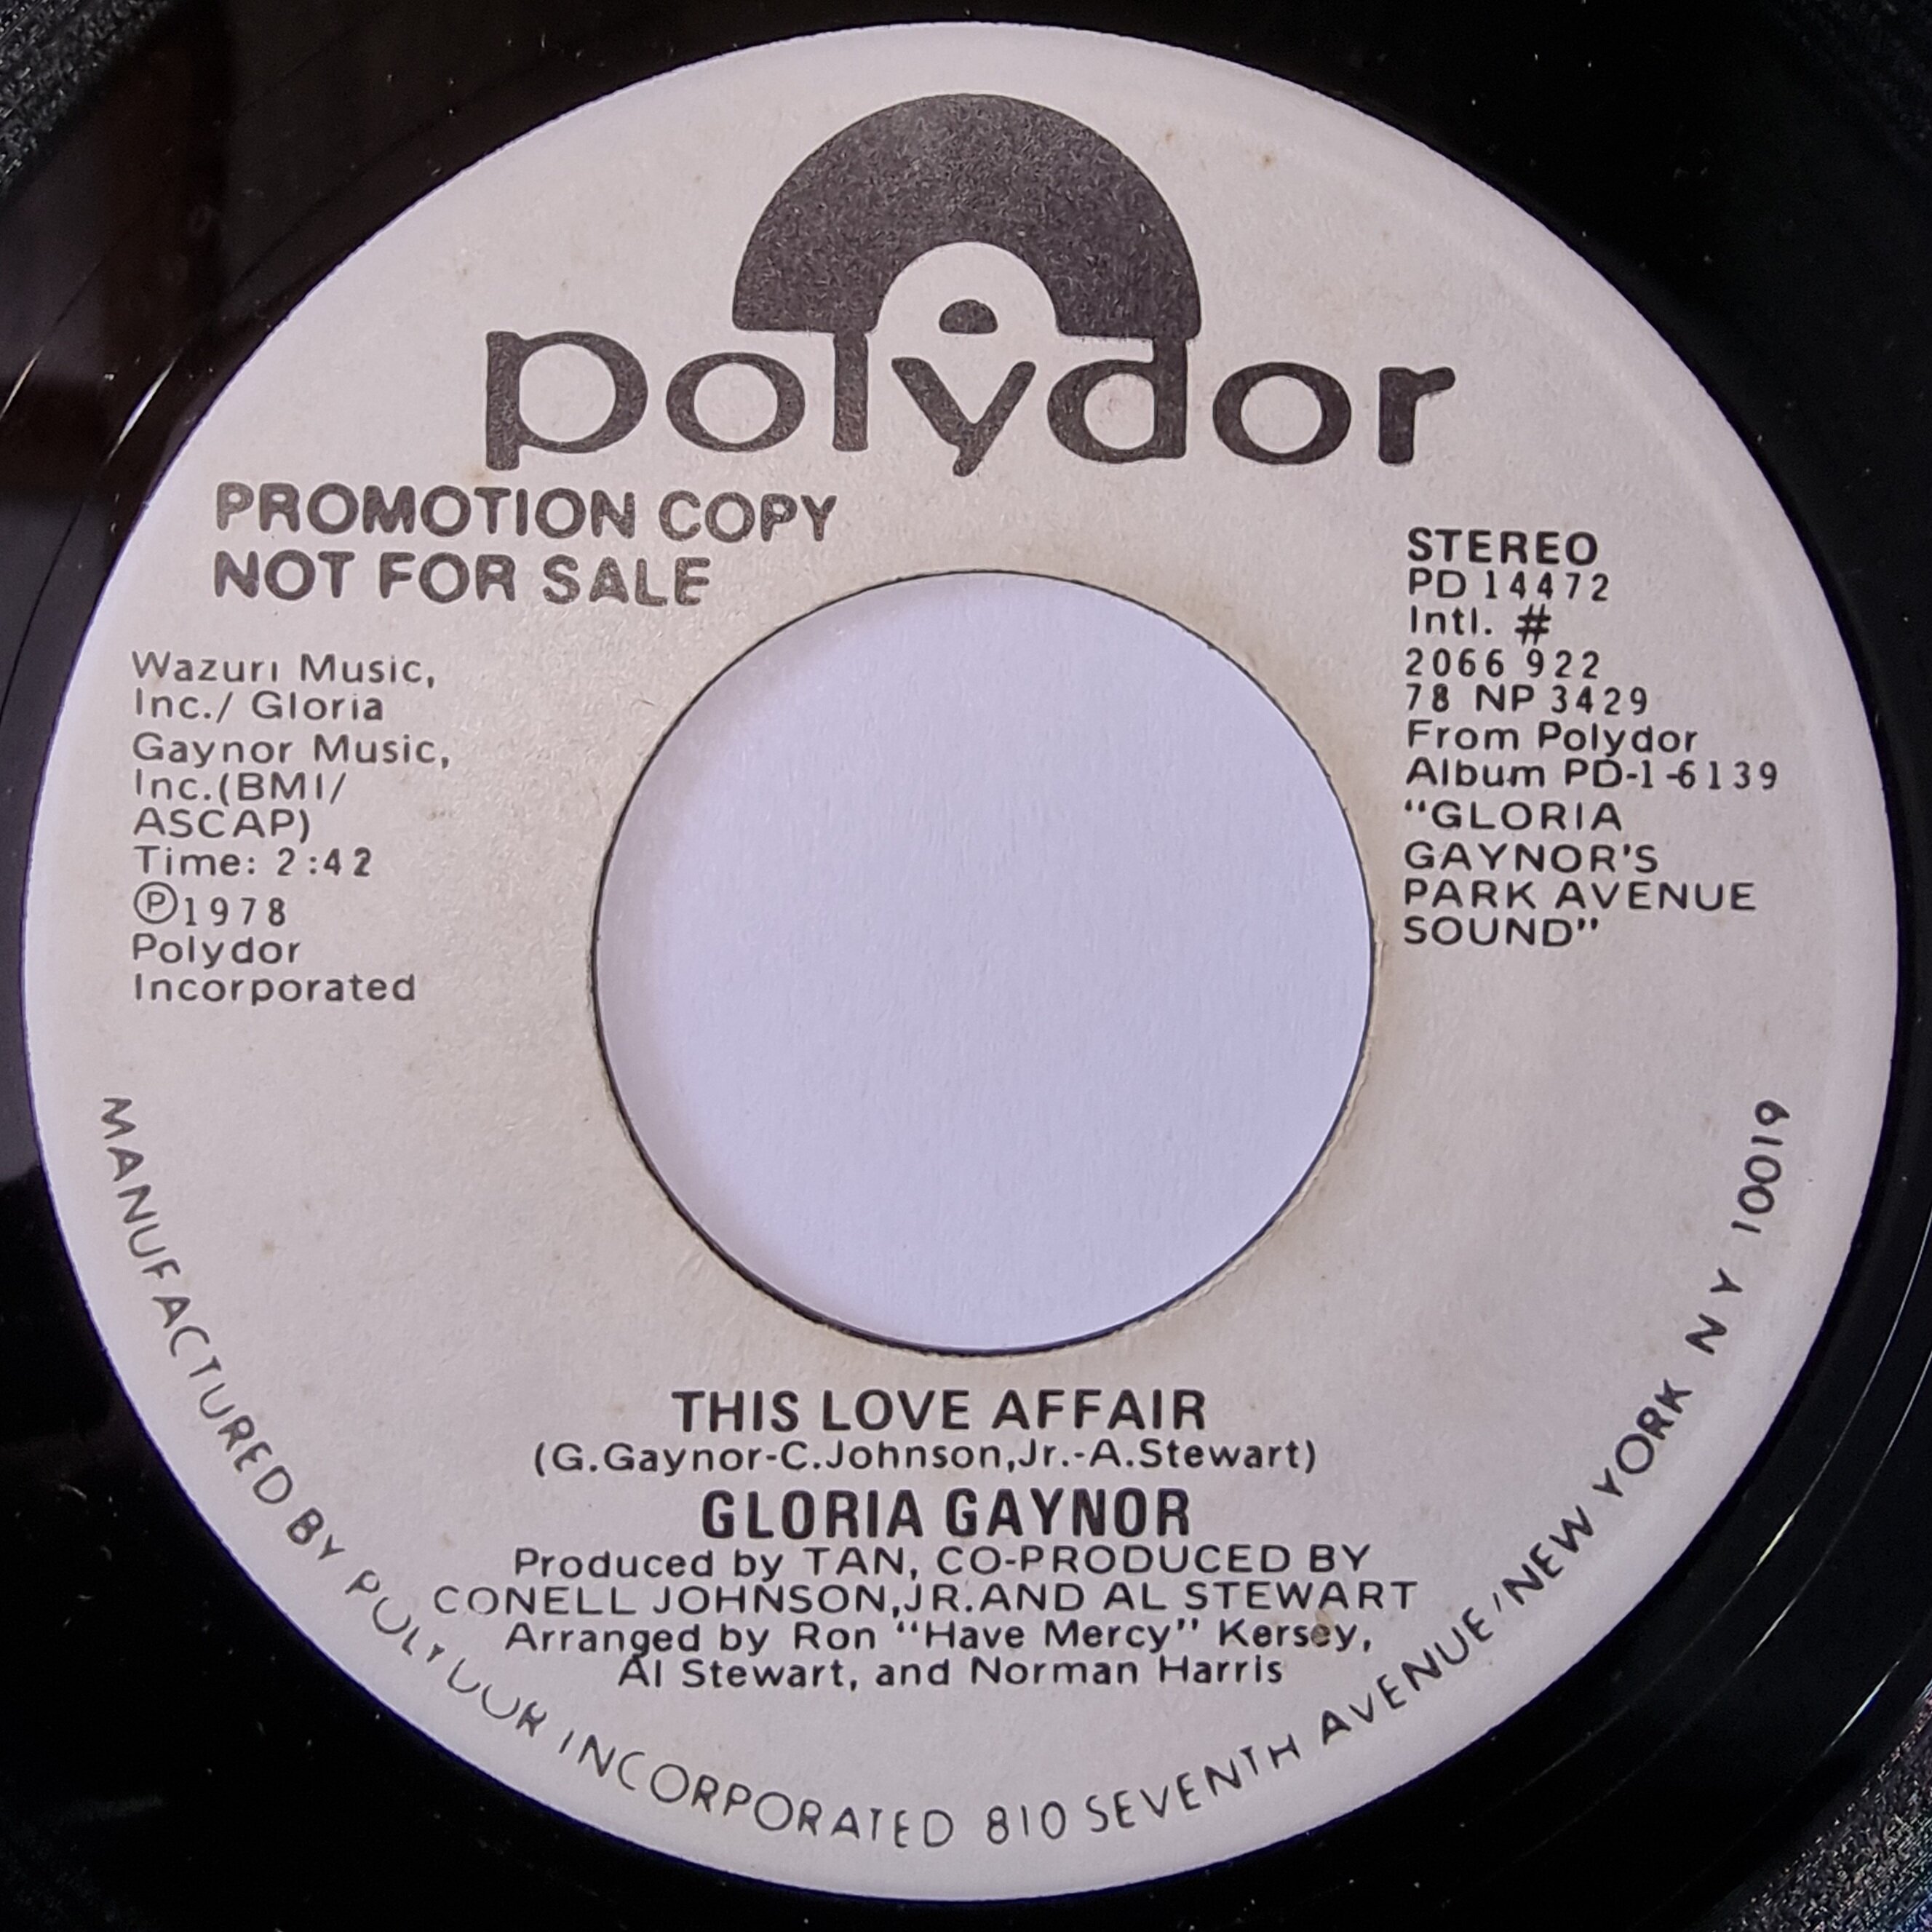 polydor
PROMOTION COPY
NOT FOR SALE
Wazuri Music,
Inc./ Gloria
Gaynor Music,
Inc.(BMI/
ASCAP)
Time: 2:42
℗1978
Polydor
Incorporated
STEREO
PD 14472
Intl. #
2066 922
78 NP 3429
From Polydor
Album PD-1-6139
"GLORIA
GAYNOR'S
PARK AVENUE
SOUND"
THIS LOVE AFFAIR
(G.Gaynor-C.Johnson,Jr.-A.Stewart)
GLORIA GAYNOR
Produced by TAN, CO-PRODUCED BY
CONELL JOHNSON,JR.AND AL STEWART
Arranged by Ron "Have Mercy" Kersey,
Al Stewart, and Norman Harris
MANUFACTURED BY POLYDOR INCORPORATED 810 SEVENTH AVENUE/NEW YORK N Y 10019